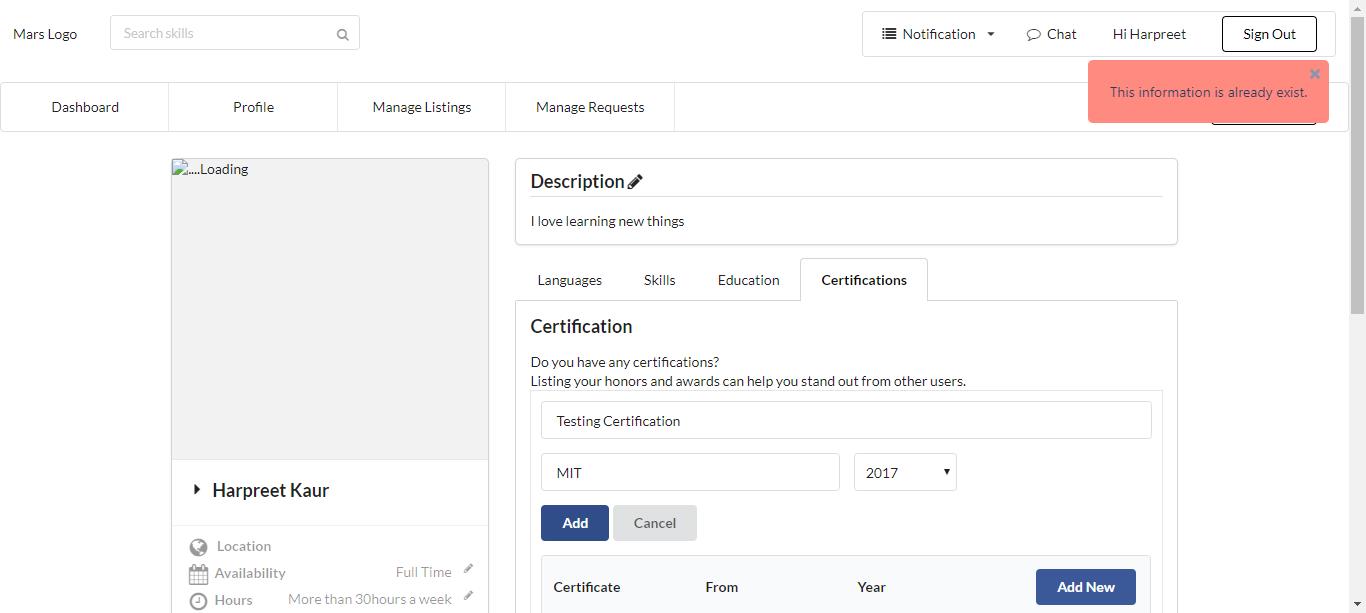 Mars Logo
Search skills
Notification
Chat
Hi Harpreet
Sign Out
This information is already exist.
Dashboard
Profile
Manage Listings
Manage Requests
....Loading
Description
I love learning new things
Languages
Skills
Education
Certifications
Certification
Do you have any certifications?
Listing your honors and awards can help you stand out from other users.
Testing Certification
MIT
2017
Add
Cancel
Certificate
From
Year
Add New
Harpreet Kaur
Location
Availability
Full Time
Hours
More than 30hours a week